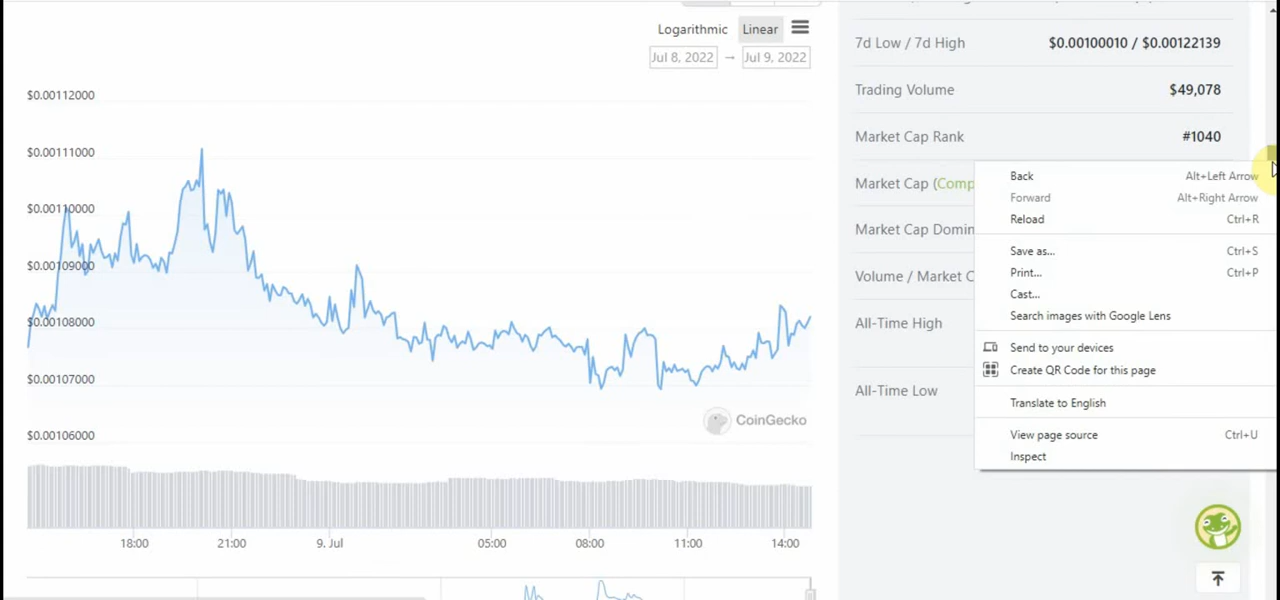 Logarithmic Linear
Jul 8, 2022 → Jul 9, 2022
$0.00112000
$0.00111000
$0.00110000
$0.00109000
$0.00108000
$0.00107000
$0.00106000
CoinGecko
18:00 21:00 9. Jul 05:00 08:00 11:00 14:00
7d Low / 7d High $0.00100010 / $0.00122139
Trading Volume $49,078
Market Cap Rank #1040
Market Cap (Comp
Market Cap Domin
Volume / Market C
All-Time High
All-Time Low
Back Alt+Left Arrow
Forward Alt+Right Arrow
Reload Ctrl+R
Save as... Ctrl+S
Print... Ctrl+P
Cast...
Search images with Google Lens
Send to your devices
Create QR Code for this page
Translate to English
View page source Ctrl+U
Inspect